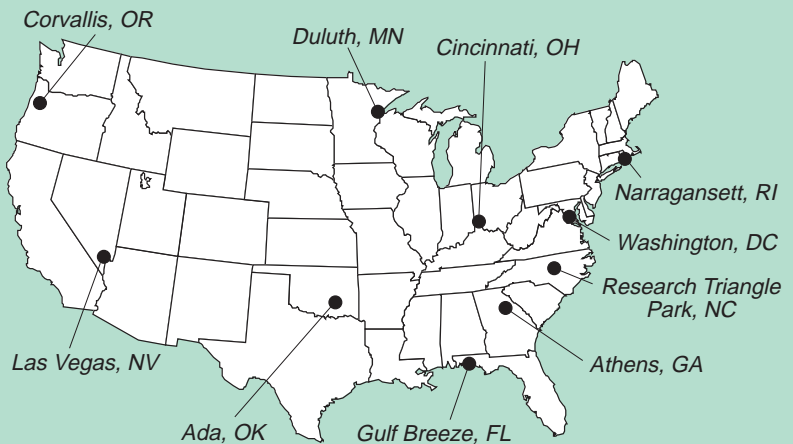 Corvallis, OR
Duluth, MN
Cincinnati, OH
Narragansett, RI
Washington, DC
Research Triangle
Park, NC
Las Vegas, NV
Athens, GA
Ada, OK
Gulf Breeze, FL